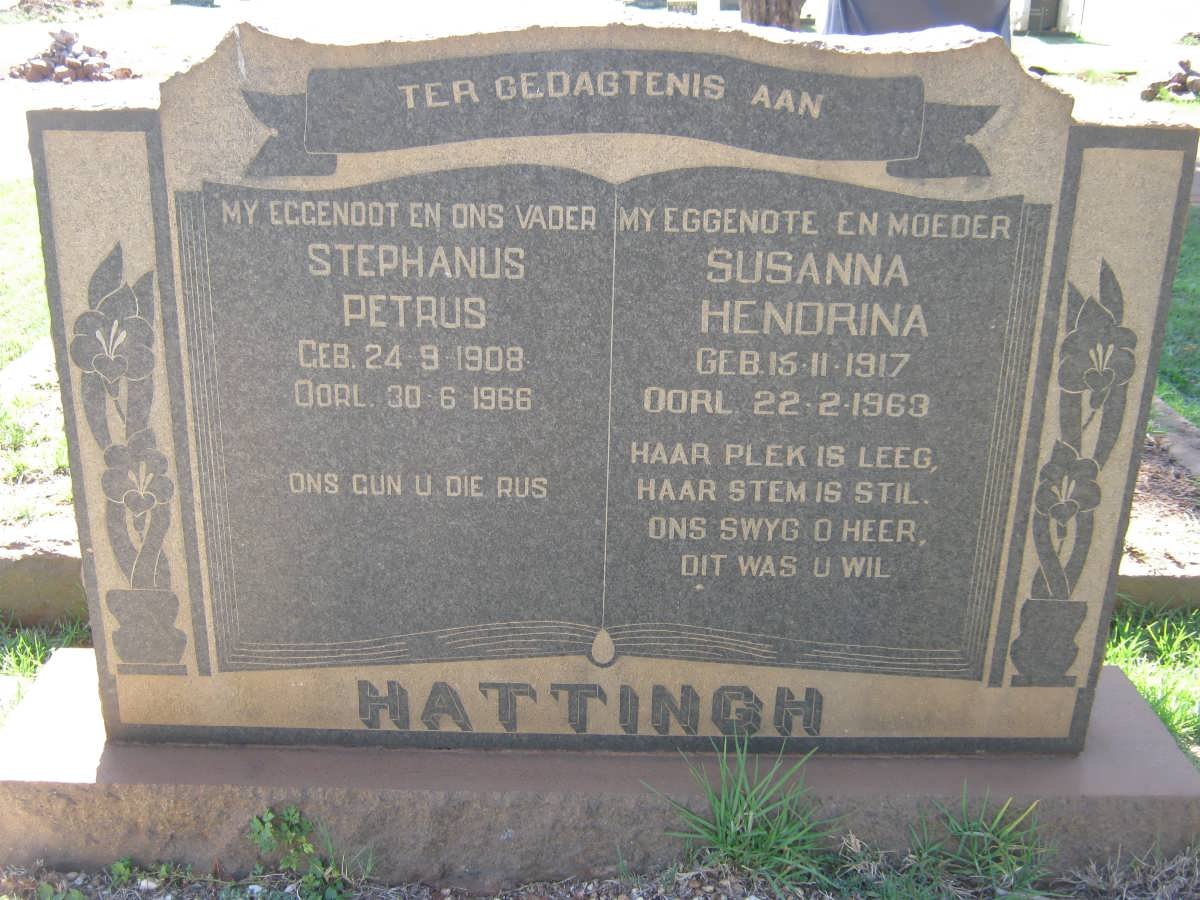 TER GEDAGTENIS AAN
MY EGGENOOT EN ONS VADER
STEPHANUS
PETRUS
GEB. 24·9·1908
OORL. 30·6·1966
ONS GUN U DIE RUS
MY EGGENOTE EN MOEDER
SUSANNA
HENDRINA
GEB. 15·11·1917
OORL. 22·2·1963
HAAR PLEK IS LEEG,
HAAR STEM IS STIL.
ONS SWYG O HEER,
DIT WAS U WIL
HATTINGH